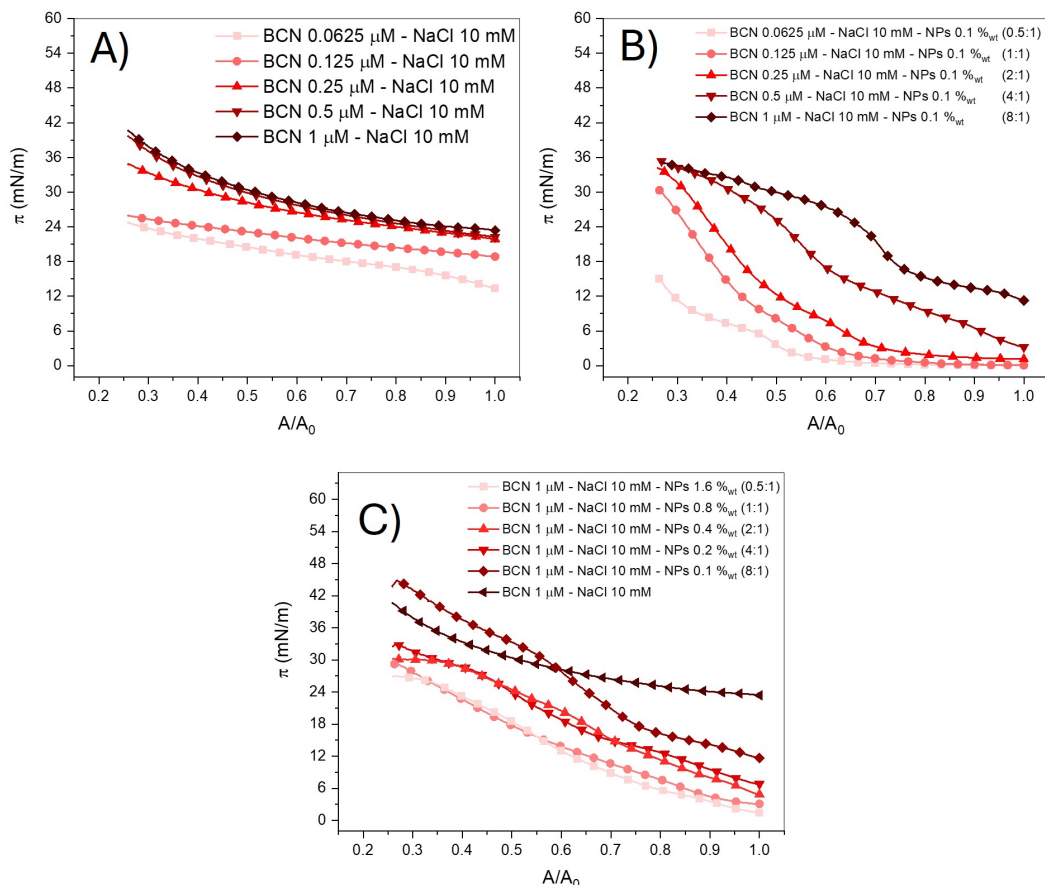 A)
BCN 0.0625 μM - NaCl 10 mM
BCN 0.125 μM - NaCl 10 mM
BCN 0.25 μM - NaCl 10 mM
BCN 0.5 μM - NaCl 10 mM
BCN 1 μM - NaCl 10 mM
60
54
48
42
36
30
24
18
12
6
0
π (mN/m)
0.2 0.3 0.4 0.5 0.6 0.7 0.8 0.9 1.0
A/A0
B)
BCN 0.0625 μM - NaCl 10 mM - NPs 0.1 %wt (0.5:1)
BCN 0.125 μM - NaCl 10 mM - NPs 0.1 %wt (1:1)
BCN 0.25 μM - NaCl 10 mM - NPs 0.1 %wt (2:1)
BCN 0.5 μM - NaCl 10 mM - NPs 0.1 %wt (4:1)
BCN 1 μM - NaCl 10 mM - NPs 0.1 %wt (8:1)
60
54
48
42
36
30
24
18
12
6
0
π (mN/m)
0.2 0.3 0.4 0.5 0.6 0.7 0.8 0.9 1.0
A/A0
C)
BCN 1 μM - NaCl 10 mM - NPs 1.6 %wt (0.5:1)
BCN 1 μM - NaCl 10 mM - NPs 0.8 %wt (1:1)
BCN 1 μM - NaCl 10 mM - NPs 0.4 %wt (2:1)
BCN 1 μM - NaCl 10 mM - NPs 0.2 %wt (4:1)
BCN 1 μM - NaCl 10 mM - NPs 0.1 %wt (8:1)
BCN 1 μM - NaCl 10 mM
60
54
48
42
36
30
24
18
12
6
0
π (mN/m)
0.2 0.3 0.4 0.5 0.6 0.7 0.8 0.9 1.0
A/A0